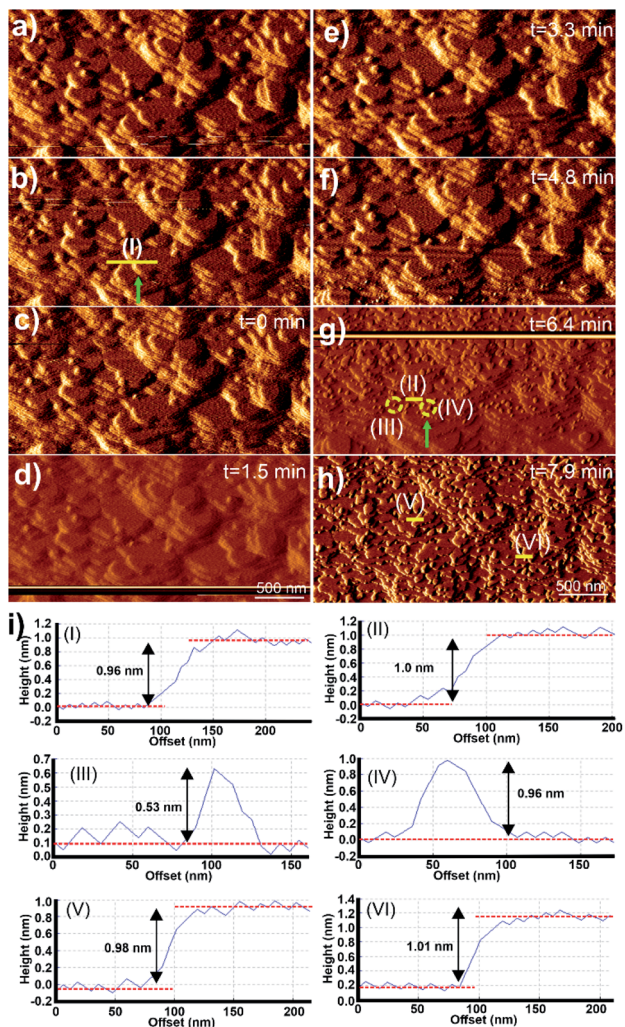 a)
e)
t=3.3 min
b)
(I)
f)
t=4.8 min
c)
t=0 min
g)
t=6.4 min
(II)
(III)
(IV)
d)
t=1.5 min
500 nm
h)
t=7.9 min
(V)
(VI)
500 nm
i)
(I)
Height (nm)
1.2
1.0
0.8
0.6
0.4
0.2
0.0
-0.2
0.96 nm
0 50 100 150 200
Offset (nm)
(II)
Height (nm)
1.2
1.0
0.8
0.6
0.4
0.2
0.0
-0.2
1.0 nm
0 50 100 150 200
Offset (nm)
(III)
Height (nm)
0.7
0.6
0.5
0.4
0.3
0.2
0.1
0.0
0.53 nm
0 50 100 150
Offset (nm)
(IV)
Height (nm)
1.0
0.8
0.6
0.4
0.2
0.0
-0.2
0.96 nm
0 50 100 150
Offset (nm)
(V)
Height (nm)
1.0
0.8
0.6
0.4
0.2
0.0
-0.2
0.98 nm
0 50 100 150 200
Offset (nm)
(VI)
Height (nm)
1.4
1.2
1.0
0.8
0.6
0.4
0.2
0.0
1.01 nm
0 50 100 150 200
Offset (nm)